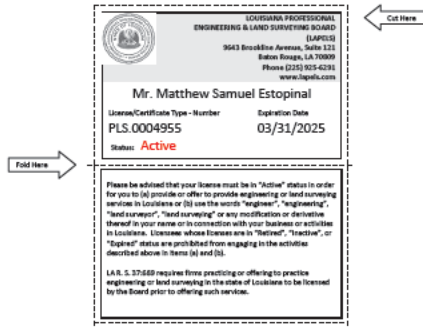 LOUISIANA PROFESSIONAL
ENGINEERING & LAND SURVEYING BOARD
(LAPELS)
9643 Brookline Avenue, Suite 121
Baton Rouge, LA 70809
Phone (225) 925-6291
www.lapels.com
Cut Here
Mr. Matthew Samuel Estopinal
License/Certificate Type - Number
Expiration Date
PLS.0004955
03/31/2025
Status: Active
Fold Here
Please be advised that your license must be in "Active" status in order
for you to (a) provide or offer to provide engineering or land surveying
services in Louisiana or (b) use the words "engineer", "engineering",
"land surveyor", "land surveying" or any modification or derivative
thereof in your name or in connection with your business or activities
in Louisiana. Licensees whose licenses are in "Retired", "Inactive", or
"Expired" status are prohibited from engaging in the activities
described above in items (a) and (b).
LA R. S. 37:689 requires firms practicing or offering to practice
engineering or land surveying in the state of Louisiana to be licensed
by the Board prior to offering such services.